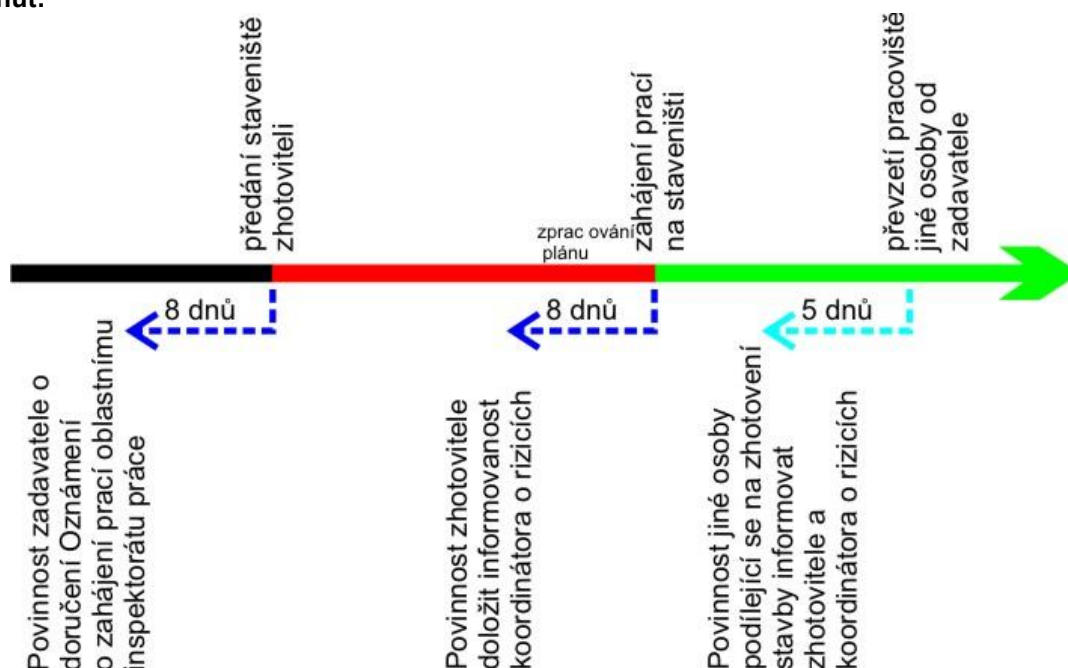 předání staveniště
zhotoviteli
zprac ování
plánu
zahájení prací
na staveništi
převzetí pracoviště
jiné osoby od
zadavatele
8 dnů
8 dnů
5 dnů
Povinnost zadavatele o
doručení Oznámení
o zahájení prací oblastnímu
inspektorátu práce
Povinnost zhotovitele
doložit informovanost
koordinátora o rizicích
Povinnost jiné osoby
podílející se na zhotovení
stavby informovat
zhotovitele a
koordinátora o rizicích